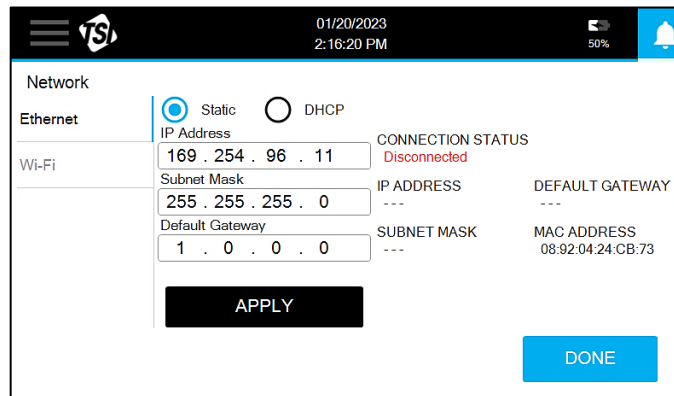 TSI
01/20/2023
2:16:20 PM
50%
Network
Ethernet
Wi-Fi
Static DHCP
IP Address
169 . 254 . 96 . 11
Subnet Mask
255 . 255 . 255 . 0
Default Gateway
1 . 0 . 0 . 0
APPLY
CONNECTION STATUS
Disconnected
IP ADDRESS DEFAULT GATEWAY
--- ---
SUBNET MASK MAC ADDRESS
--- 08:92:04:24:CB:73
DONE